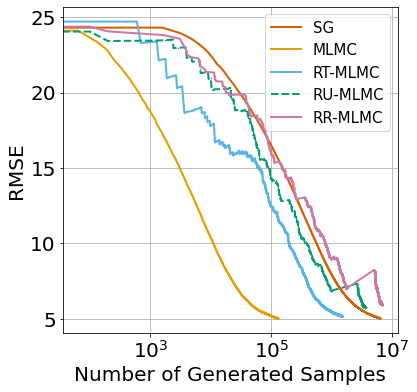 25
20
15
10
5
RMSE
SG
MLMC
RT-MLMC
RU-MLMC
RR-MLMC
10³ 10⁵ 10⁷
Number of Generated Samples